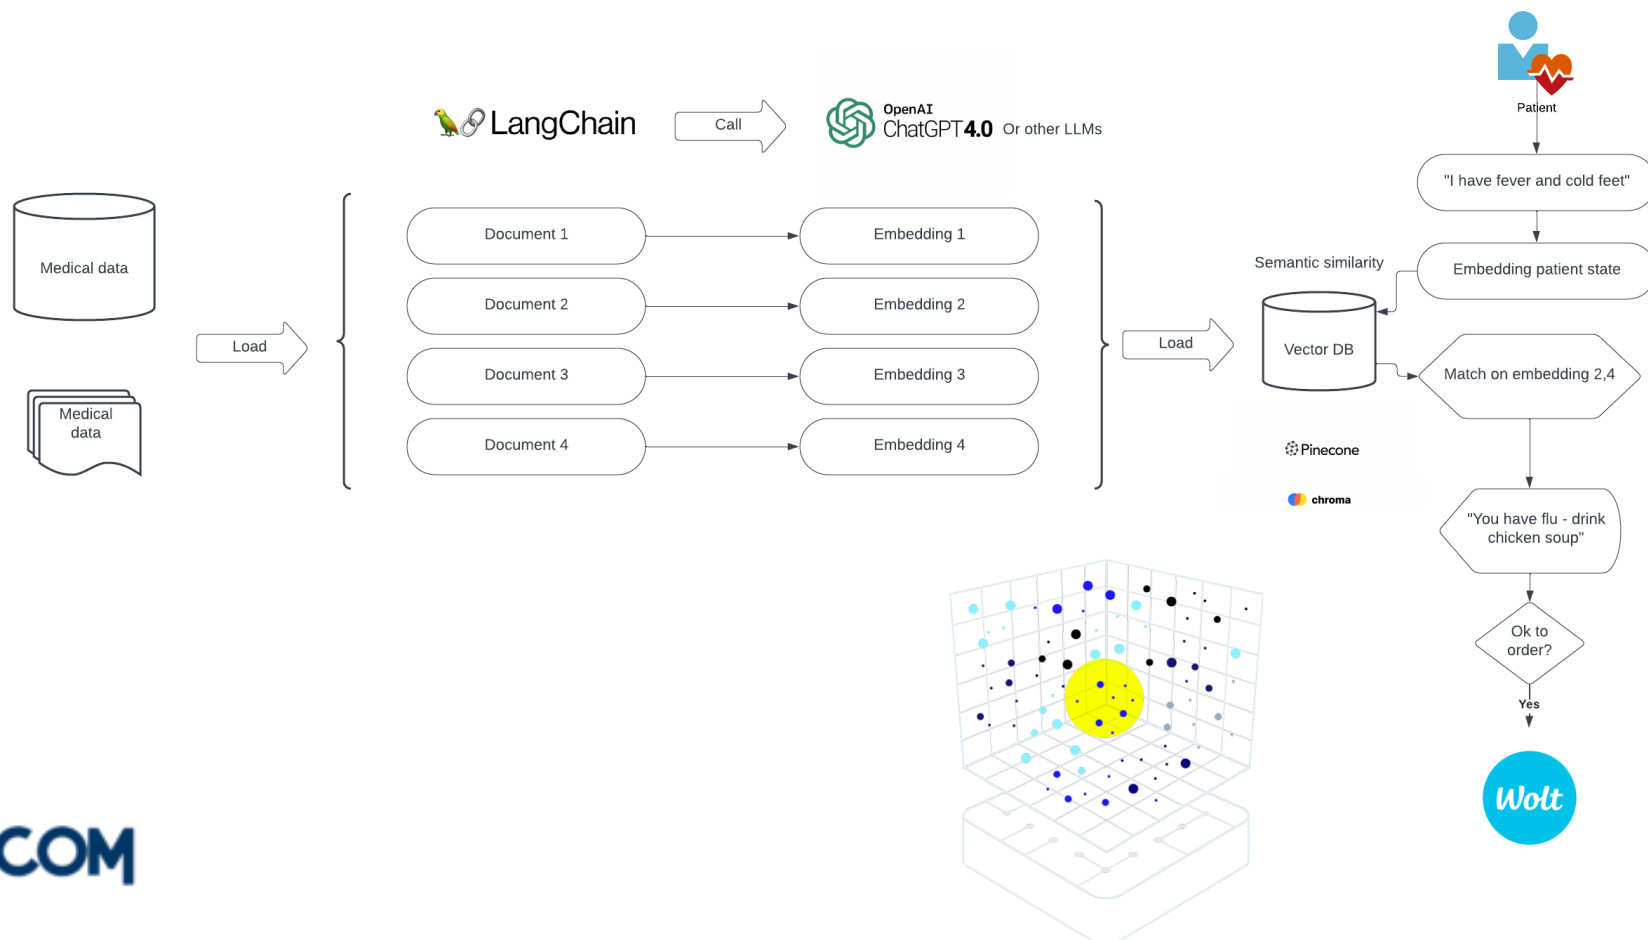 Patient
LangChain
Call
OpenAI
ChatGPT 4.0
Or other LLMs
"I have fever and cold feet"
Medical data
Document 1
Embedding 1
Semantic similarity
Embedding patient state
Document 2
Embedding 2
Load
Load
Vector DB
Document 3
Embedding 3
Match on embedding 2,4
Medical
data
Document 4
Embedding 4
Pinecone
chroma
"You have flu - drink
chicken soup"
Ok to
order?
Yes
Wolt
COM